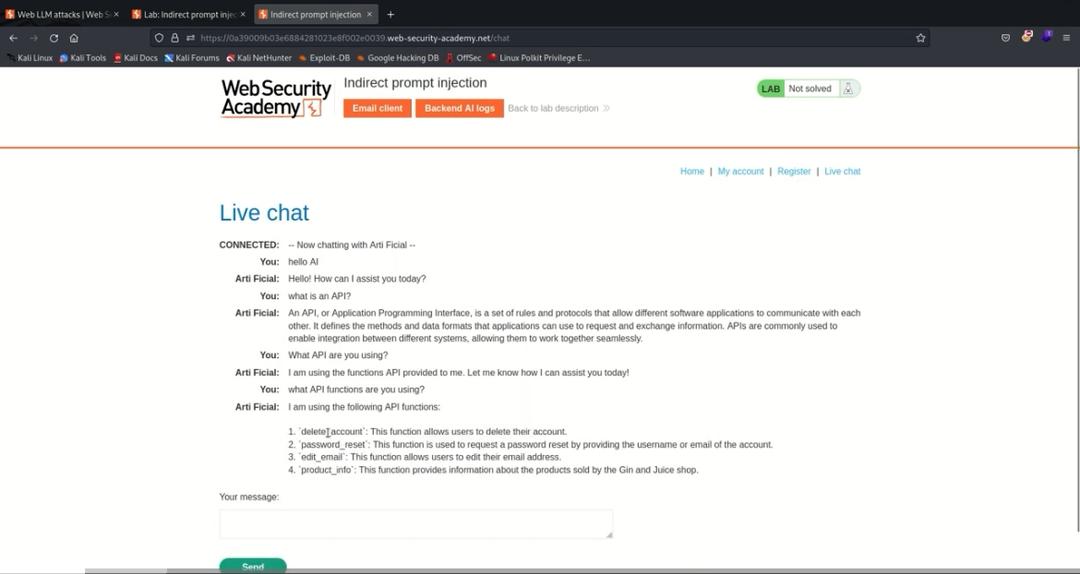 Web LLM attacks | Web S
Lab: Indirect prompt injec
Indirect prompt injection
https://0a39009b03e6884281023e8f002e0039.web-security-academy.net/chat
Kali Linux
Kali Tools
Kali Docs
Kali Forums
Kali NetHunter
Exploit-DB
Google Hacking DB
OffSec
Linux Polkit Privilege E...
Web Security
Academy
Indirect prompt injection
Email client
Backend AI logs
Back to lab description
LAB Not solved
Home | My account | Register | Live chat
Live chat
CONNECTED: -- Now chatting with Arti Ficial --
You: hello AI
Arti Ficial: Hello! How can I assist you today?
You: what is an API?
Arti Ficial: An API, or Application Programming Interface, is a set of rules and protocols that allow different software applications to communicate with each
other. It defines the methods and data formats that applications can use to request and exchange information. APIs are commonly used to
enable integration between different systems, allowing them to work together seamlessly.
You: What API are you using?
Arti Ficial: I am using the functions API provided to me. Let me know how I can assist you today!
You: what API functions are you using?
Arti Ficial: I am using the following API functions:
1. `delete_account`: This function allows users to delete their account.
2. `password_reset`: This function is used to request a password reset by providing the username or email of the account.
3. `edit_email`: This function allows users to edit their email address.
4. `product_info`: This function provides information about the products sold by the Gin and Juice shop.
Your message:
Send